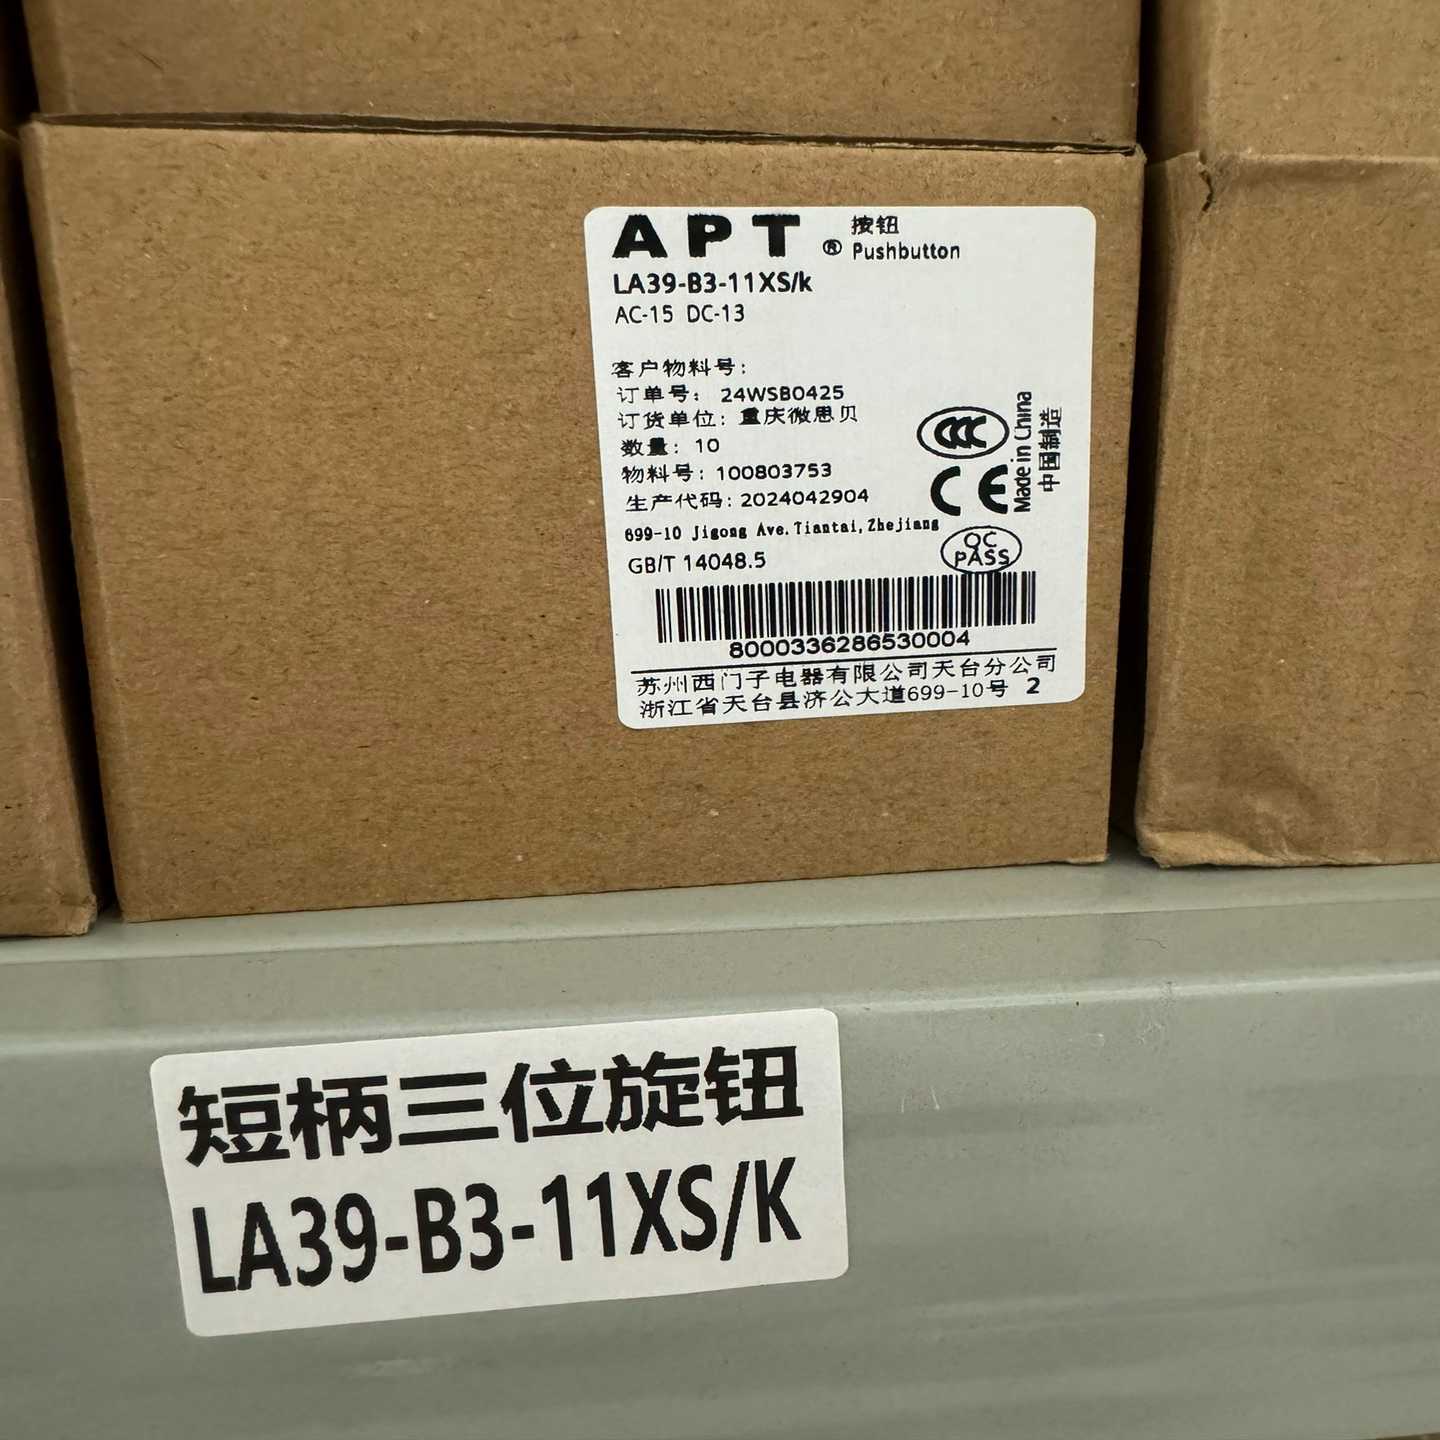 APT ® 按钮
Pushbutton
LA39-B3-11XS/k
AC-15 DC-13
客户物料号:
订单号: 24WSB0425
订货单位: 重庆微思贝
数量: 10
物料号: 100803753
生产代码: 2024042904
CCC
CE
Made in China
中国制造
699-10 Jigong Ave.Tiantai,Zhejiang
QC
PASS
GB/T 14048.5
8000336286530004
苏州西门子电器有限公司天台分公司
浙江省天台县济公大道699-10号 2
短柄三位旋钮
LA39-B3-11XS/K